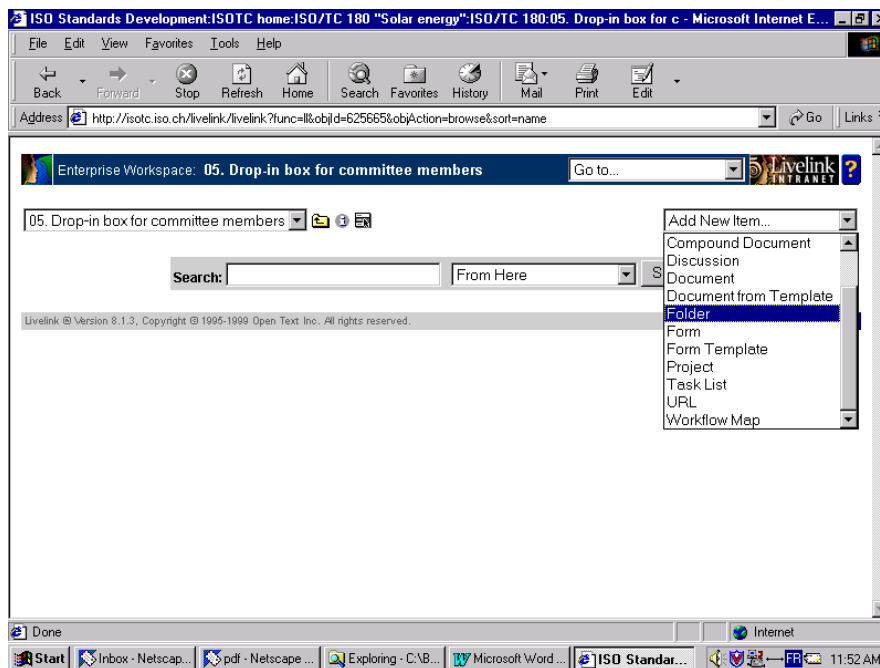 ISO Standards Development:ISOTC home:ISO/TC 180 "Solar energy":ISO/TC 180:05. Drop-in box for c - Microsoft Internet E...
File Edit View Favorites Tools Help
Back Forward Stop Refresh Home Search Favorites History Mail Print Edit
Address http://isotc.iso.ch/livelink/livelink?func=ll&objId=625665&objAction=browse&sort=name Go Links
Enterprise Workspace: 05. Drop-in box for committee members Go to... Livelink INTRANET ?
05. Drop-in box for committee members Add New Item...
Compound Document
Discussion
Search: From Here S
Document
Document from Template
Folder
Livelink ® Version 8.1.3, Copyright © 1995-1999 Open Text Inc. All rights reserved.
Form
Form Template
Project
Task List
URL
Workflow Map
Done Internet
Start Inbox - Netscap... pdf - Netscape ... Exploring - C:\B... Microsoft Word ... ISO Standar... FR 11:52 AM